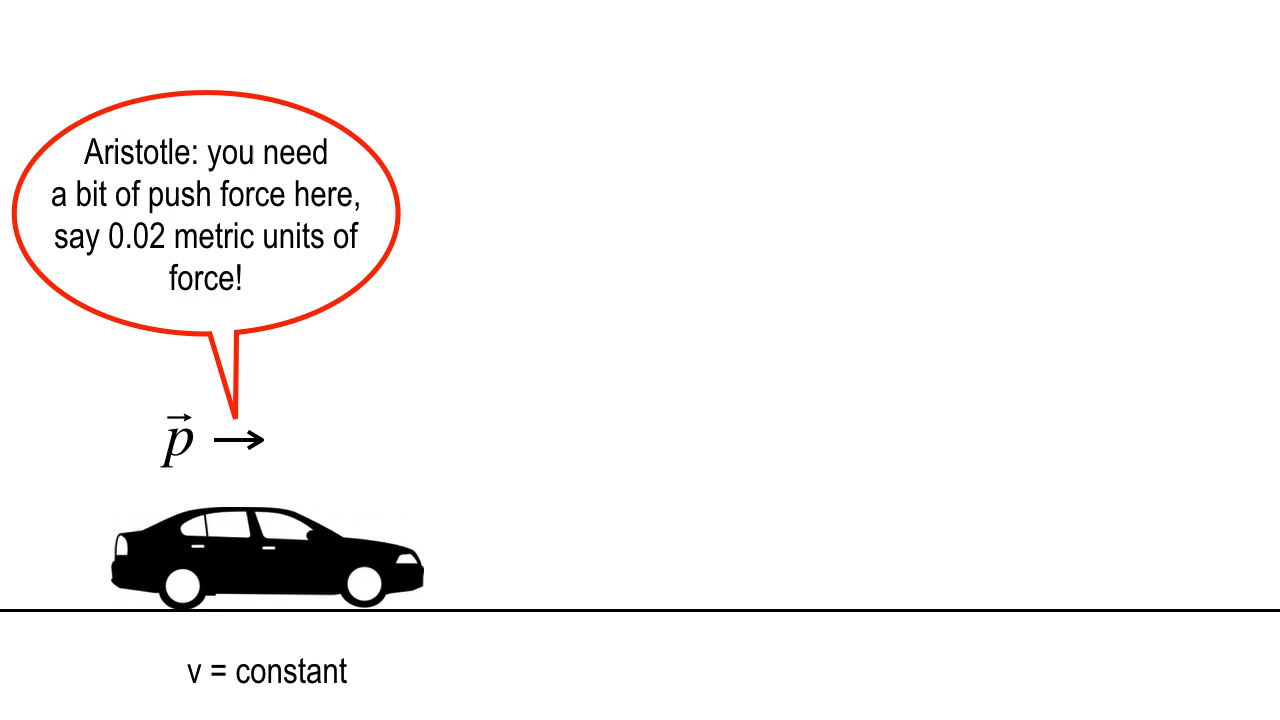 Aristotle: you need
a bit of push force here,
say 0.02 metric units of
force!
p⃗ →
v = constant